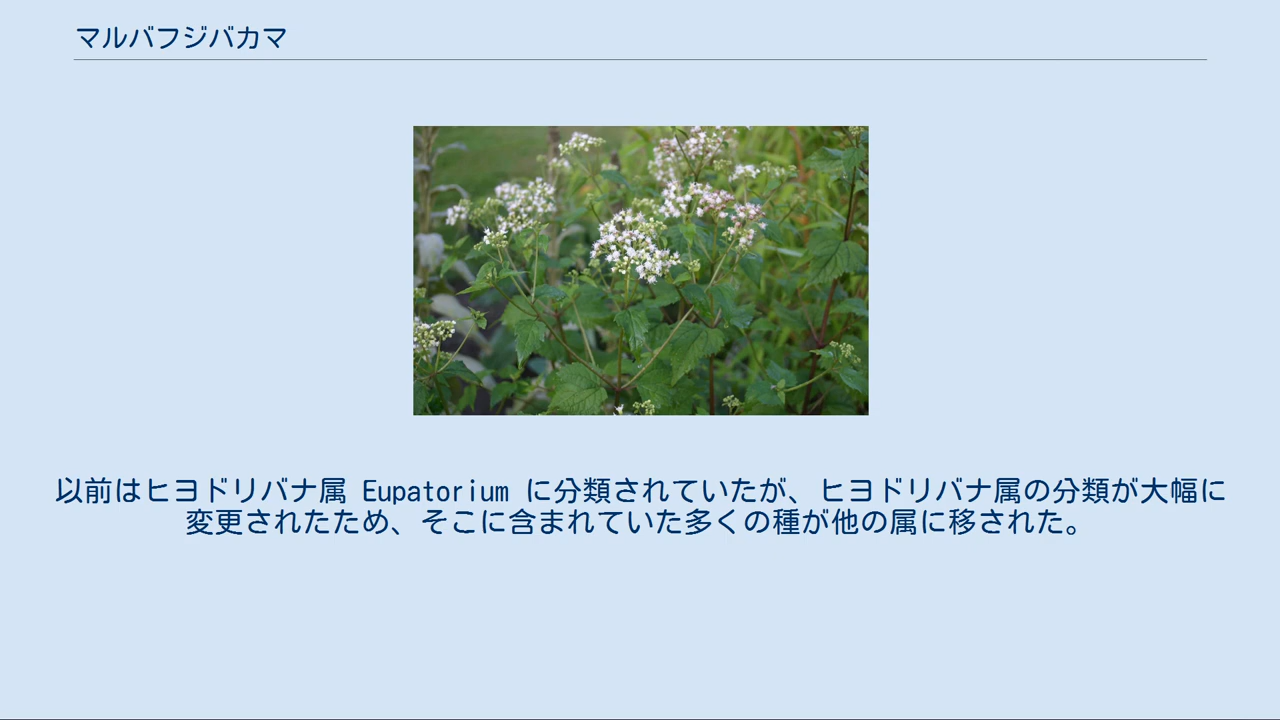 マルバフジバカマ
以前はヒヨドリバナ属 Eupatorium に分類されていたが、ヒヨドリバナ属の分類が大幅に
変更されたため、そこに含まれていた多くの種が他の属に移された。